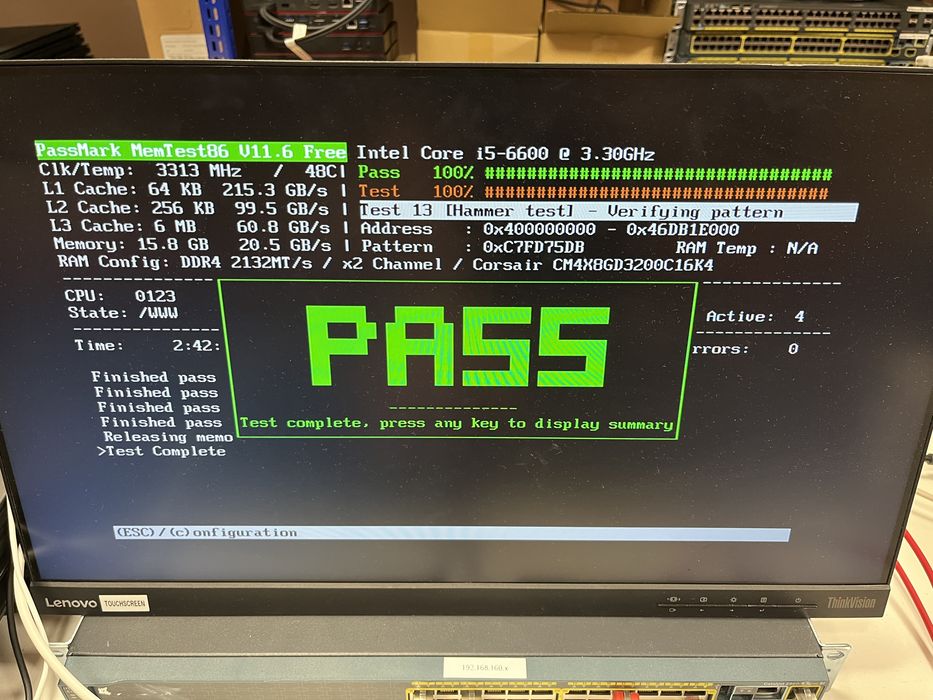 PassMark MemTest86 V11.6 Free Intel Core i5-6600 @ 3.30GHz
Clk/Temp: 3313 MHz / 48C| Pass 100% #######################################
L1 Cache: 64 KB 215.3 GB/s | Test 100% #######################################
L2 Cache: 256 KB 99.5 GB/s | Test 13 [Hammer test] - Verifying pattern
L3 Cache: 6 MB 60.8 GB/s | Address : 0x400000000 - 0x46DB1E000
Memory: 15.8 GB 20.5 GB/s | Pattern : 0xC7FD75DB RAM Temp : N/A
RAM Config: DDR4 2132MT/s / x2 Channel / Corsair CM4X8GD3200C16K4
CPU: 0123
State: /WWW Active: 4
Time: 2:42: rrors: 0
PASS
Finished pass
Finished pass
Finished pass
Finished pass Test complete, press any key to display summary
Releasing memo
>Test Complete
(ESC)/(c)onfiguration
Lenovo TOUCHSCREEN ThinkVision
192.168.160.x